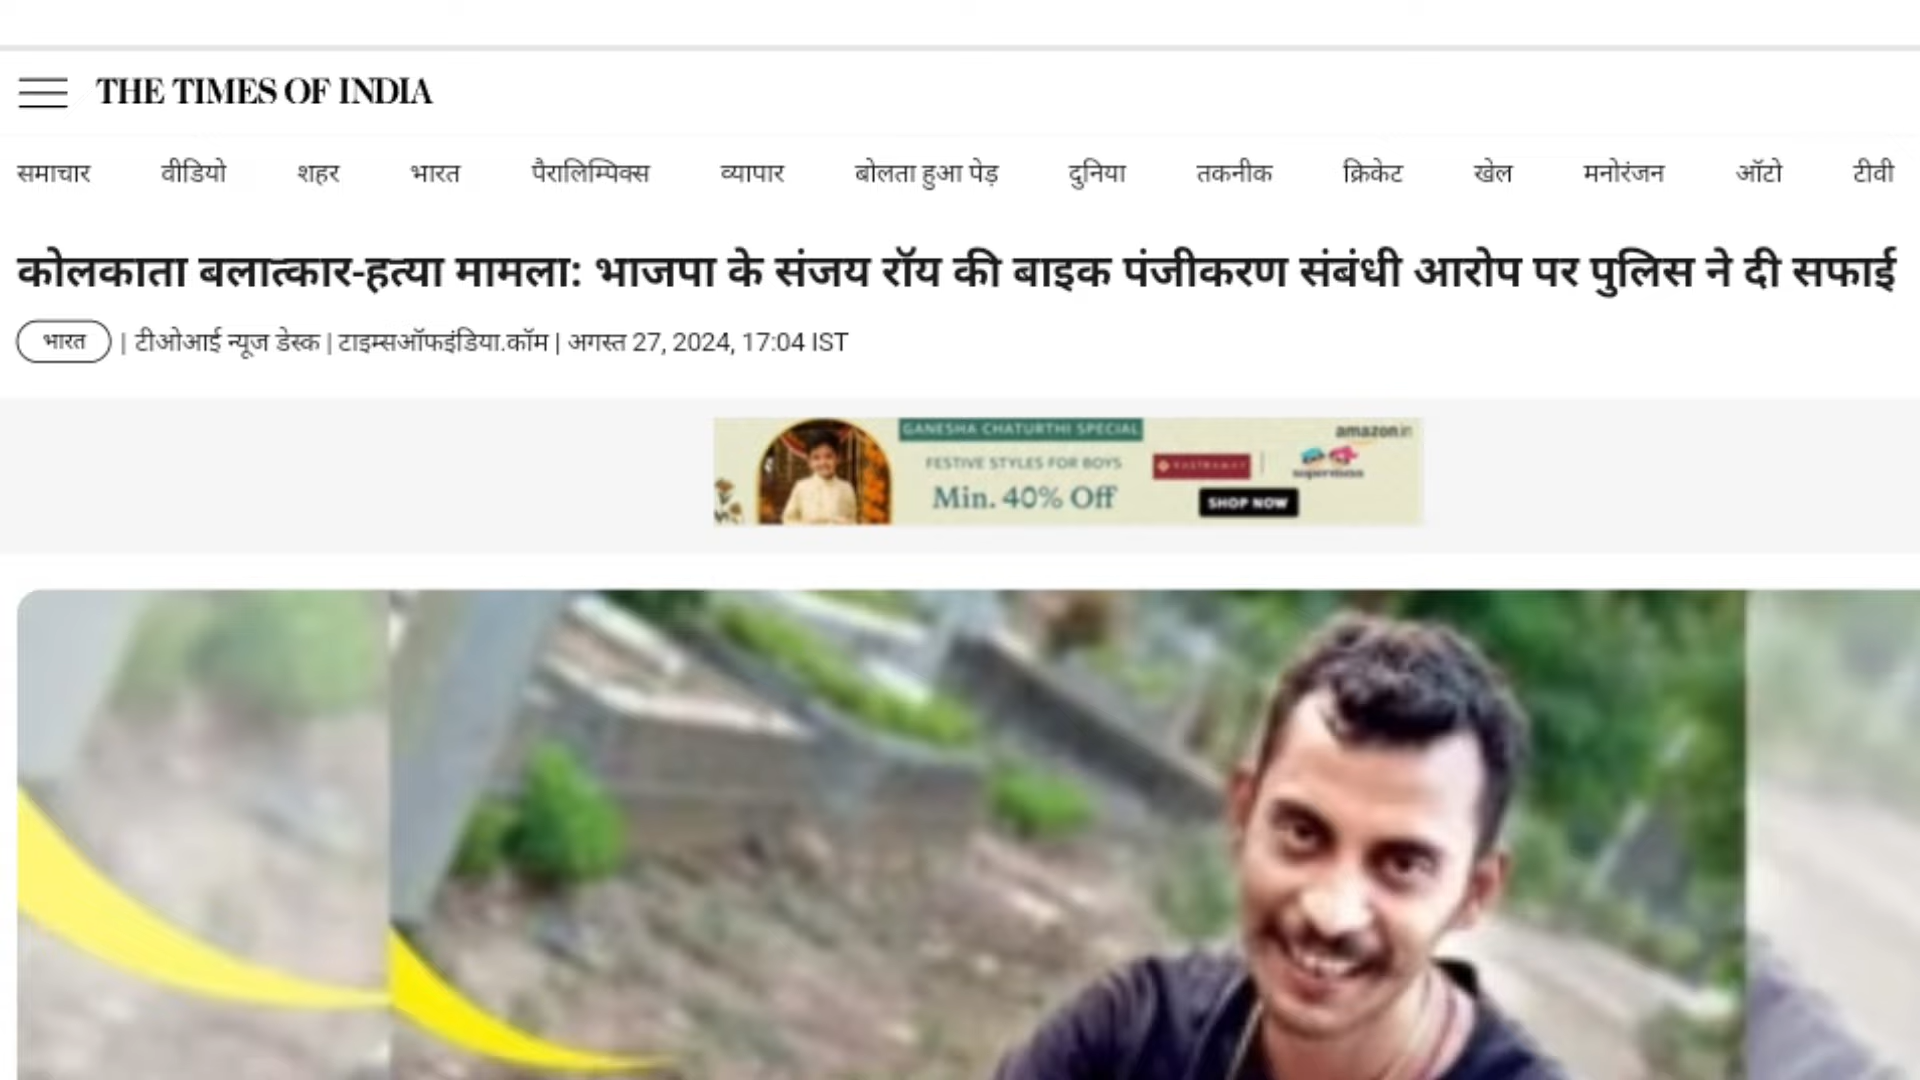 THE TIMES OF INDIA
समाचार वीडियो शहर भारत पैरालिम्पिक्स व्यापार बोलता हुआ पेड़ दुनिया तकनीक क्रिकेट खेल मनोरंजन ऑटो टीवी
कोलकाता बलात्कार-हत्या मामला: भाजपा के संजय रॉय की बाइक पंजीकरण संबंधी आरोप पर पुलिस ने दी सफाई
भारत | टीओआई न्यूज डेस्क | टाइम्सऑफइंडिया.कॉम | अगस्त 27, 2024, 17:04 IST
GANESHA CHATURTHI SPECIAL
FESTIVE STYLES FOR BOYS
Min. 40% Off
amazon.in
SHOP NOW